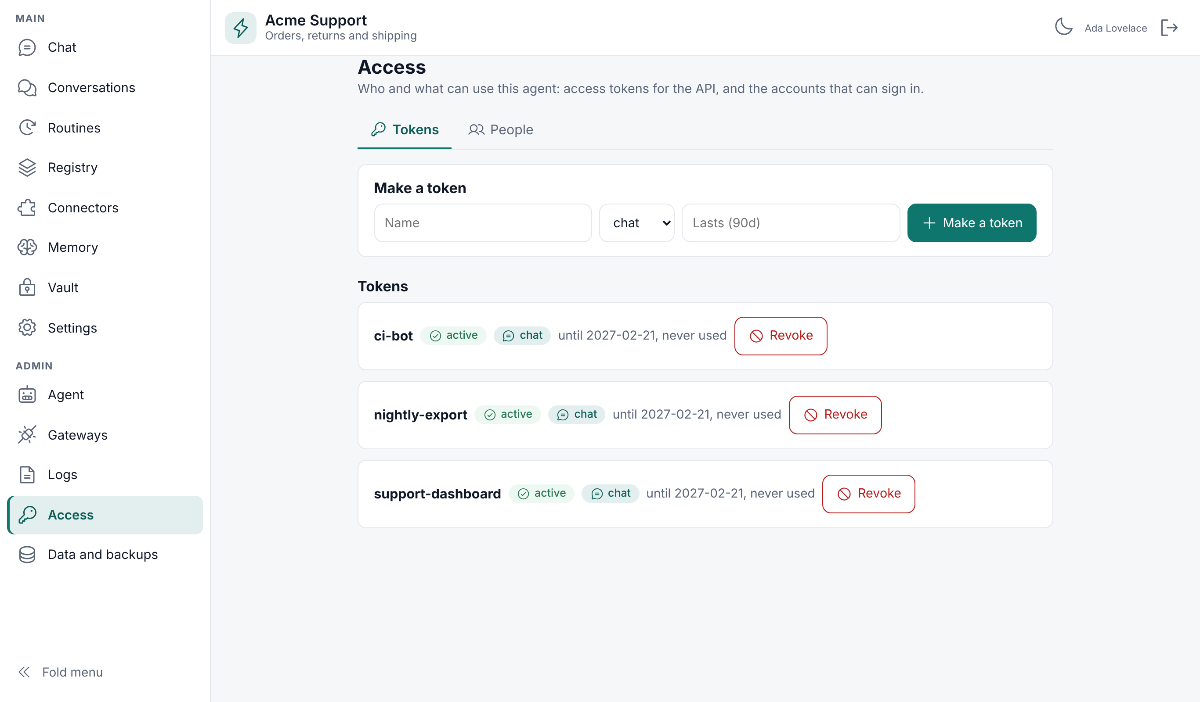 MAIN
Chat
Conversations
Routines
Registry
Connectors
Memory
Vault
Settings
ADMIN
Agent
Gateways
Logs
Access
Data and backups
Fold menu
Acme Support
Orders, returns and shipping
Ada Lovelace
Access
Who and what can use this agent: access tokens for the API, and the accounts that can sign in.
Tokens People
Make a token
Name chat Lasts (90d) Make a token
Tokens
ci-bot active chat until 2027-02-21, never used Revoke
nightly-export active chat until 2027-02-21, never used Revoke
support-dashboard active chat until 2027-02-21, never used Revoke